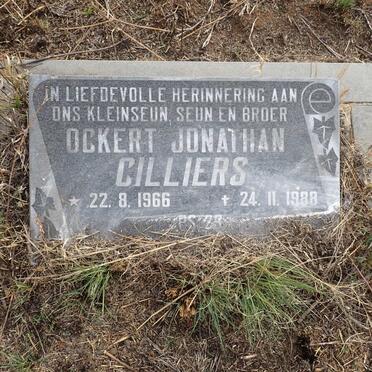 IN LIEFDEVOLLE HERINNERING AAN
ONS KLEINSEUN, SEUN EN BROER
OCKERT JONATHAN
CILLIERS
★ 22. 8. 1966 ✝ 24. 11. 1988